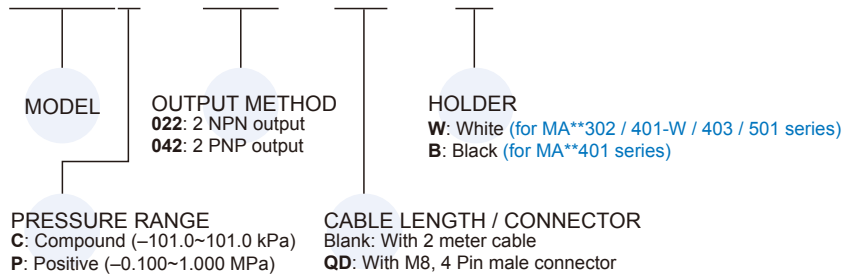 MODEL
OUTPUT METHOD
022: 2 NPN output
042: 2 PNP output
HOLDER
W: White (for MA**302 / 401-W / 403 / 501 series)
B: Black (for MA**401 series)
PRESSURE RANGE
C: Compound (–101.0~101.0 kPa)
P: Positive (–0.100~1.000 MPa)
CABLE LENGTH / CONNECTOR
Blank: With 2 meter cable
QD: With M8, 4 Pin male connector